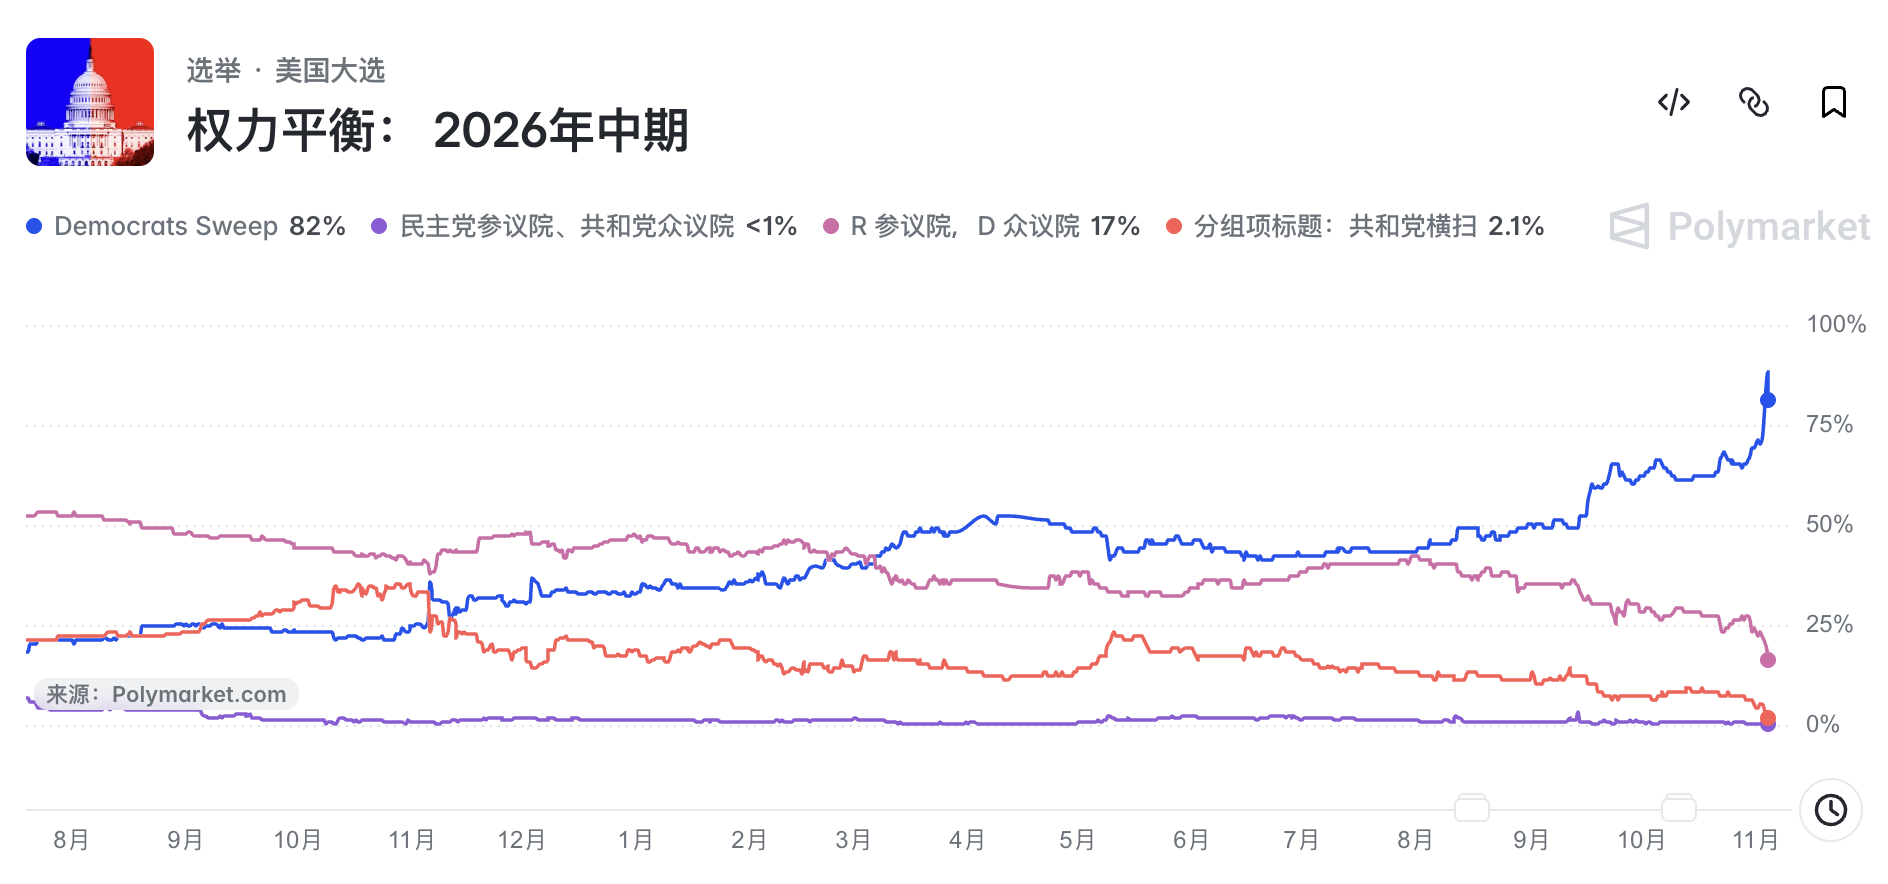 选举 · 美国大选
权力平衡： 2026年中期
Democrats Sweep 82% 民主党参议院、共和党众议院 <1% R 参议院， D 众议院 17% 分组项标题：共和党横扫 2.1%
Polymarket
100%
75%
50%
25%
0%
来源：Polymarket.com
8月 9月 10月 11月 12月 1月 2月 3月 4月 5月 6月 7月 8月 9月 10月 11月